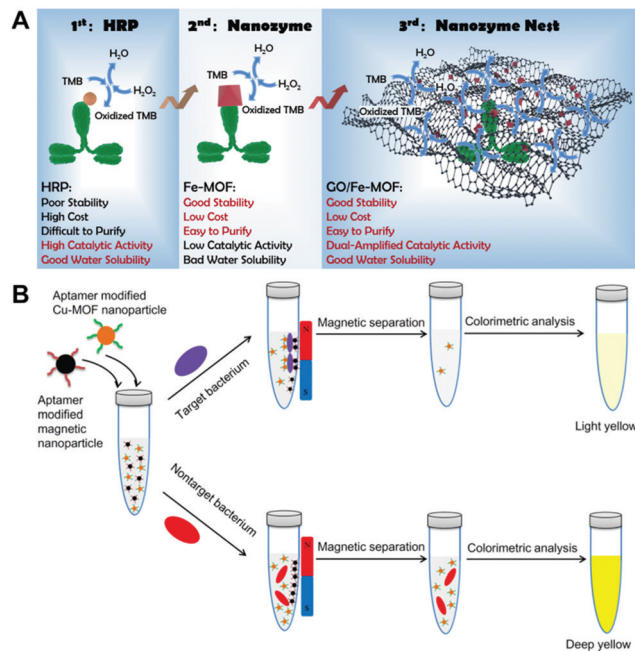 A
1st: HRP
2nd: Nanozyme
3rd: Nanozyme Nest
H2O
TMB
H2O2
Oxidized TMB
H2O
TMB
H2O2
Oxidized TMB
H2O
TMB
H2O2
Oxidized TMB
HRP:
Poor Stability
High Cost
Difficult to Purify
High Catalytic Activity
Good Water Solubility
Fe-MOF:
Good Stability
Low Cost
Easy to Purify
Low Catalytic Activity
Bad Water Solubility
GO/Fe-MOF:
Good Stability
Low Cost
Easy to Purify
Dual-Amplified Catalytic Activity
Good Water Solubility
B
Aptamer modified
Cu-MOF nanoparticle
Aptamer
modified
magnetic
nanoparticle
Target bacterium
N
S
Magnetic separation
Colorimetric analysis
Light yellow
Nontarget bacterium
N
S
Magnetic separation
Colorimetric analysis
Deep yellow